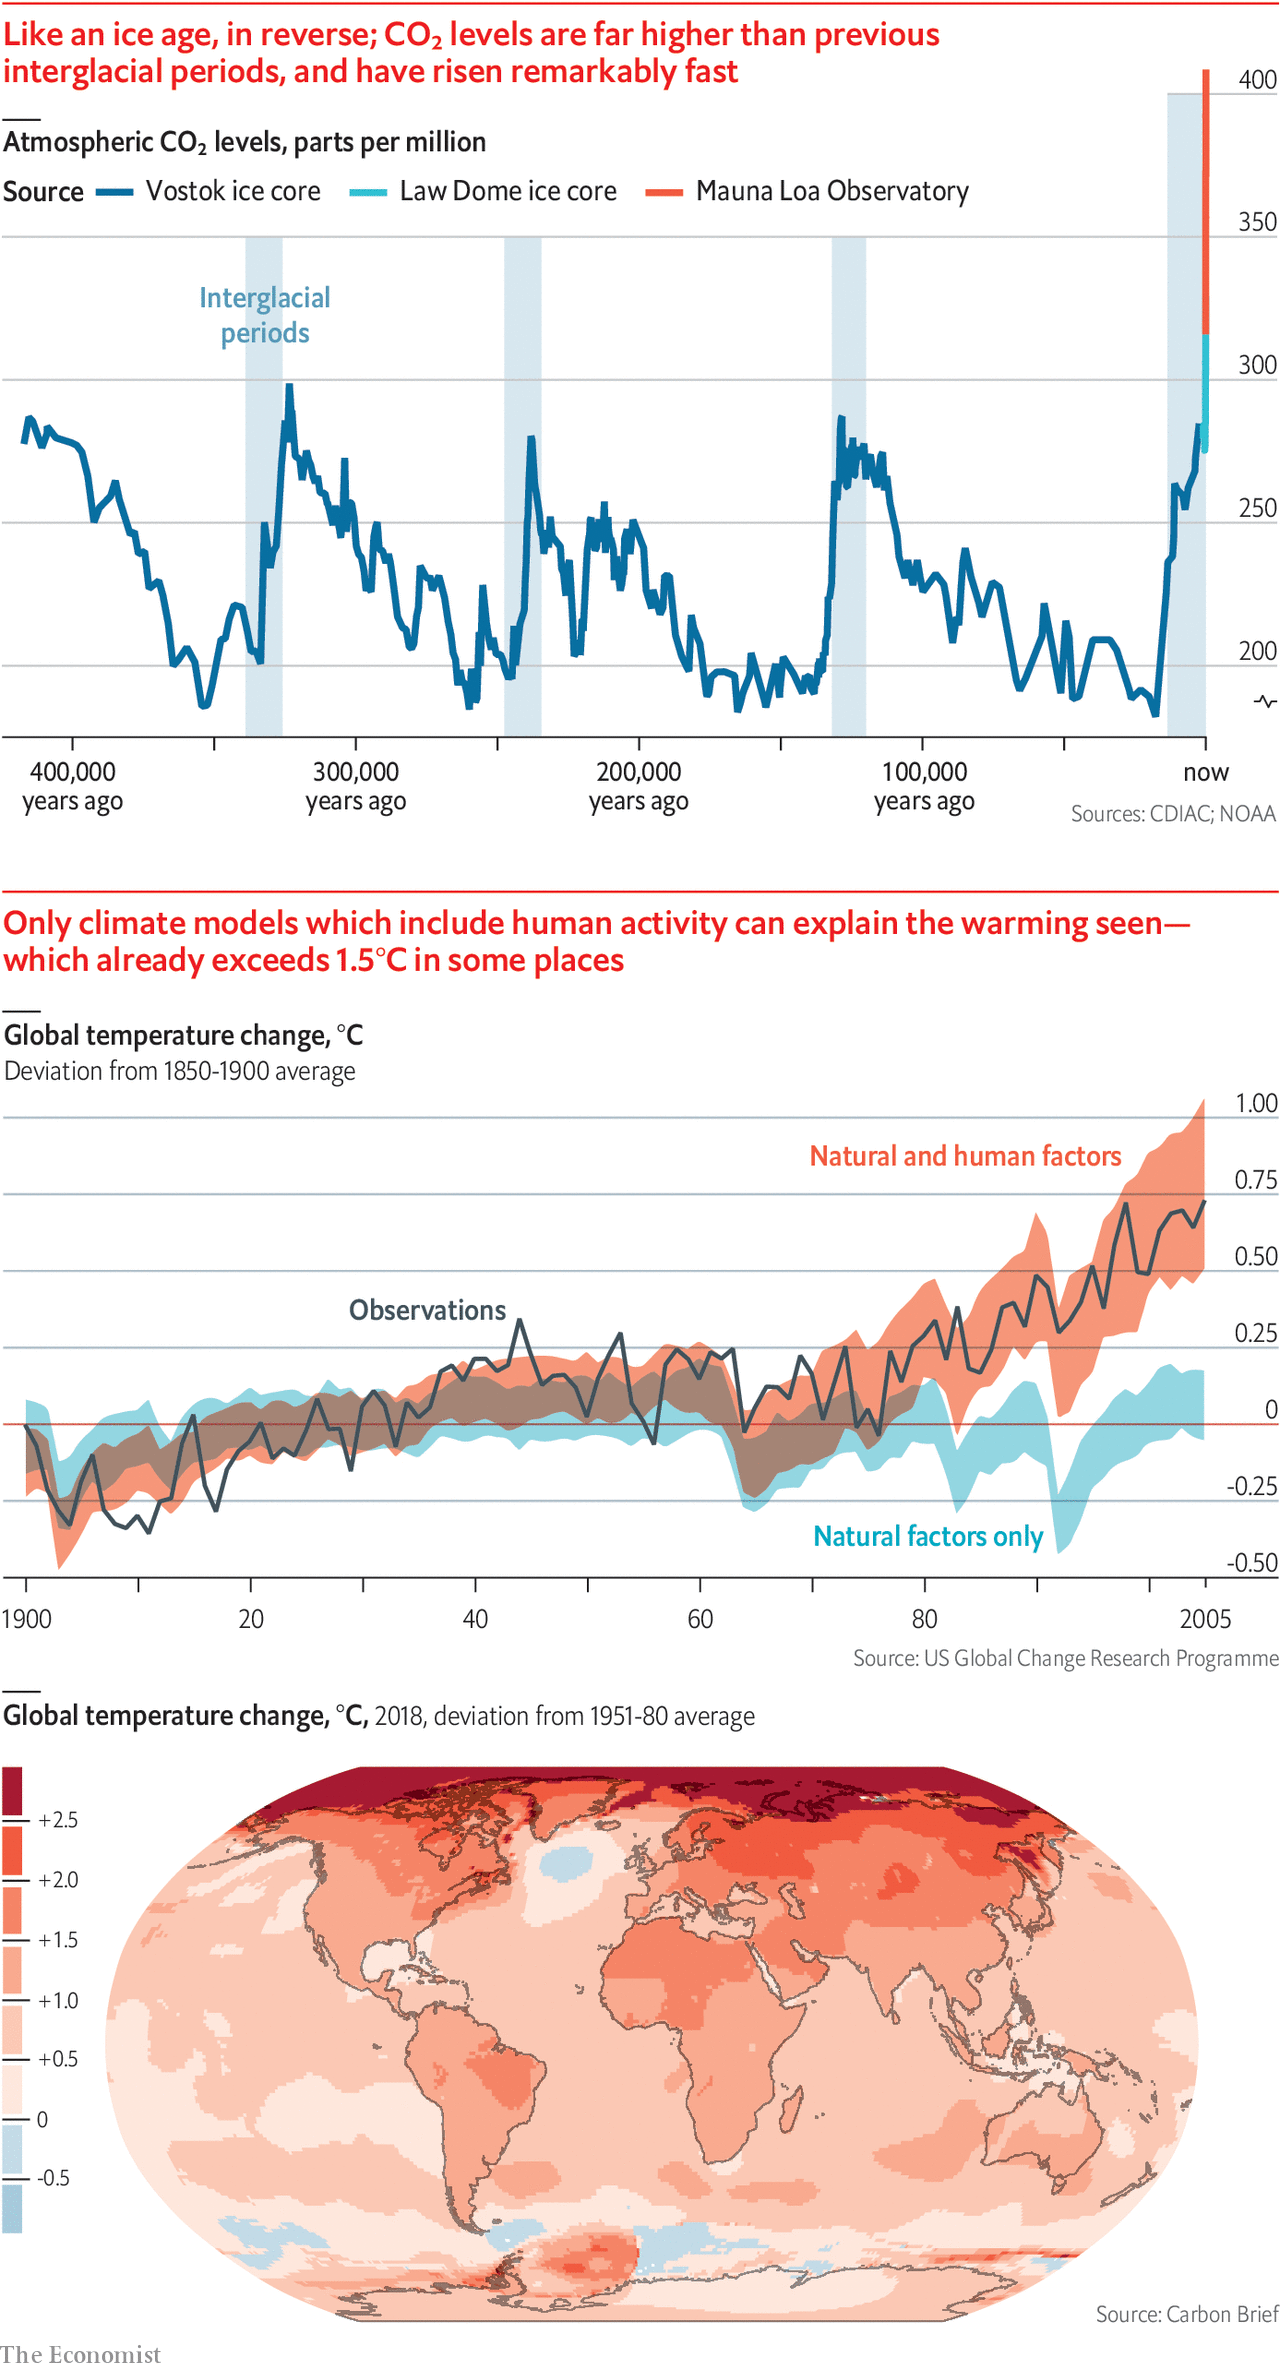 Like an ice age, in reverse; CO₂ levels are far higher than previous
interglacial periods, and have risen remarkably fast
Atmospheric CO₂ levels, parts per million
Source Vostok ice core Law Dome ice core Mauna Loa Observatory
400
350
Interglacial
periods
300
250
200
400,000
years ago
300,000
years ago
200,000
years ago
100,000
years ago
now
Sources: CDIAC; NOAA
Only climate models which include human activity can explain the warming seen—
which already exceeds 1.5°C in some places
Global temperature change, °C
Deviation from 1850-1900 average
1.00
Natural and human factors
0.75
0.50
Observations
0.25
0
-0.25
Natural factors only
-0.50
1900 20 40 60 80 2005
Source: US Global Change Research Programme
Global temperature change, °C, 2018, deviation from 1951-80 average
+2.5
+2.0
+1.5
+1.0
+0.5
0
-0.5
Source: Carbon Brief
The Economist